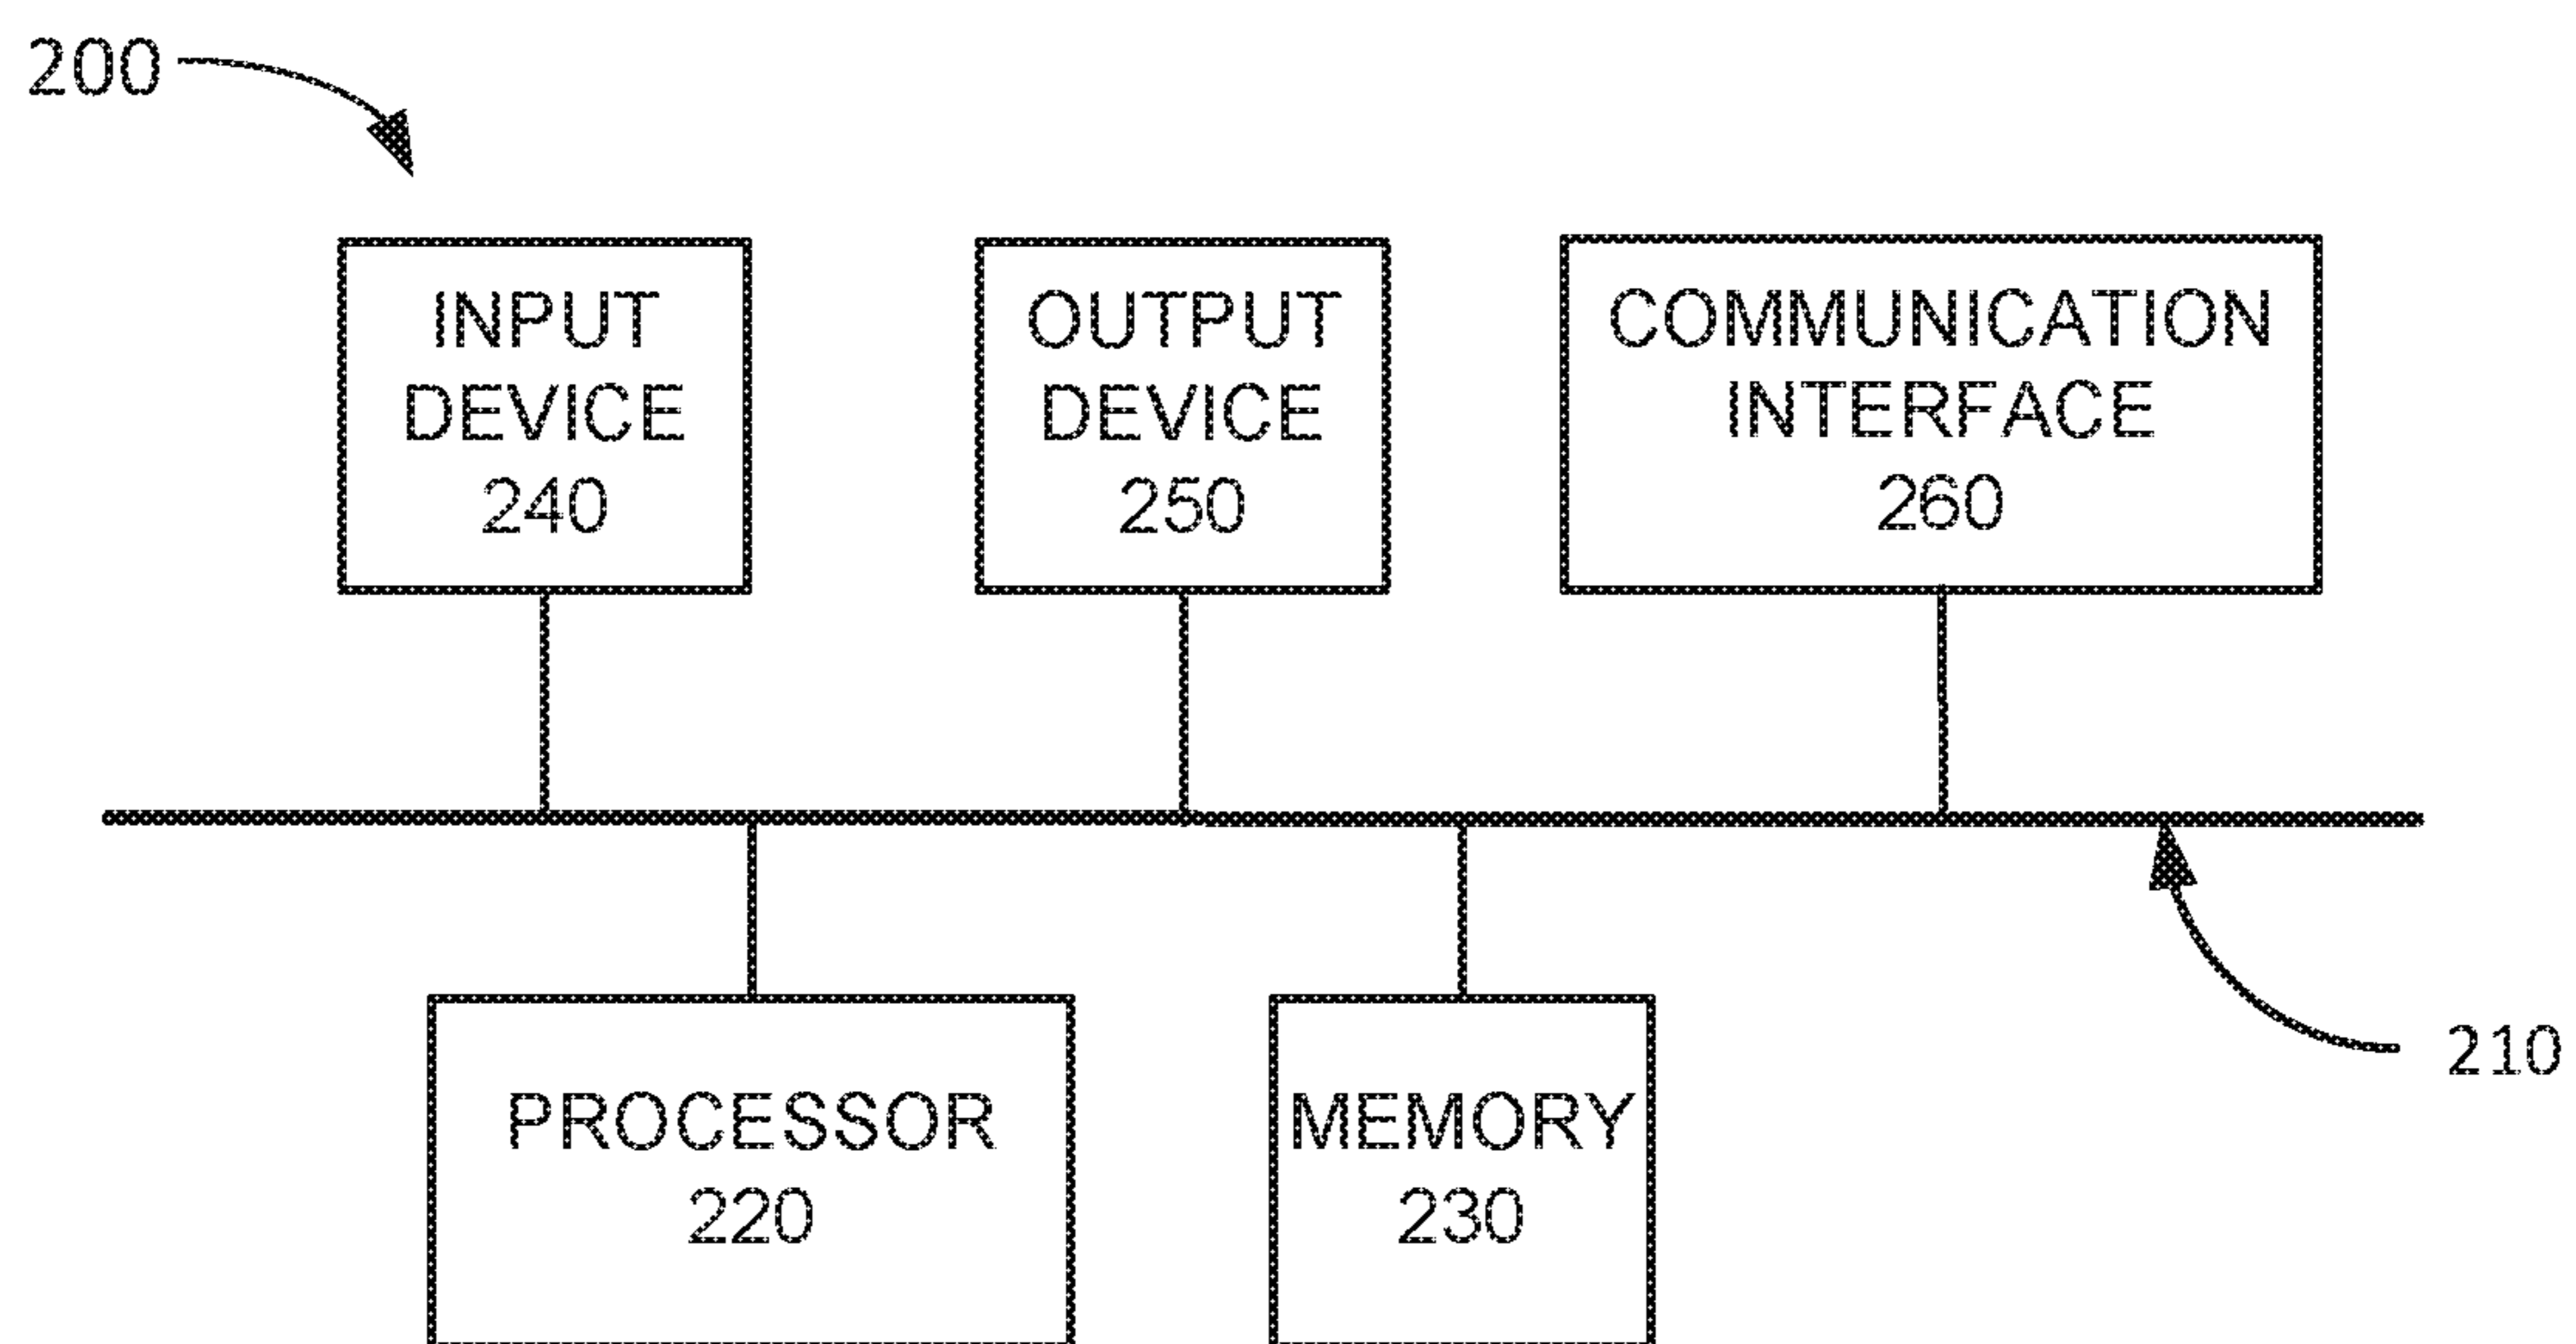 200
INPUT
DEVICE
240
OUTPUT
DEVICE
250
COMMUNICATION
INTERFACE
260
210
PROCESSOR
220
MEMORY
230